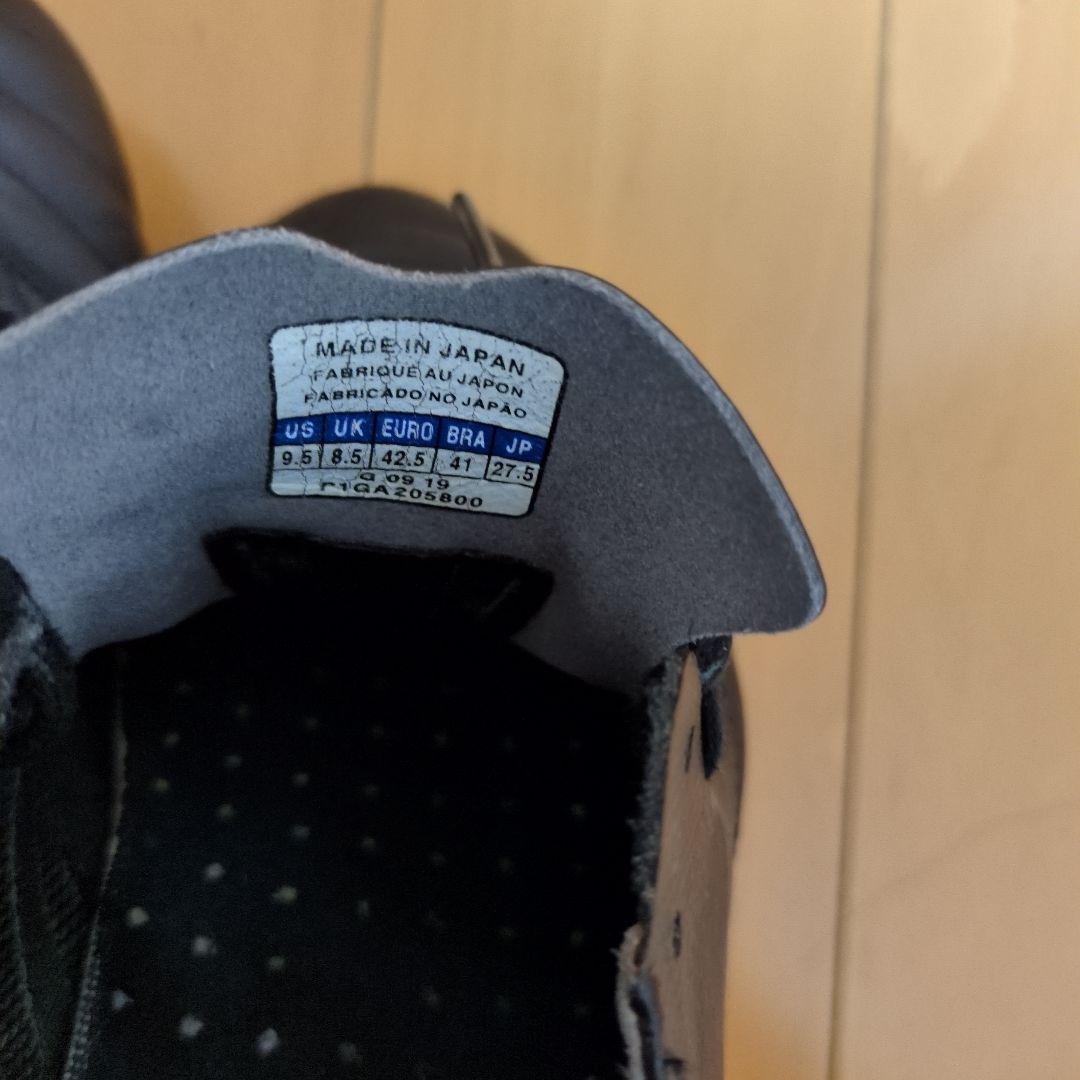 MADE IN JAPAN
FABRIQUE AU JAPON
FABRICADO NO JAPÃO
US UK EURO BRA JP
9.5 8.5 42.5 41 27.5
G 09 19
P1GA205800